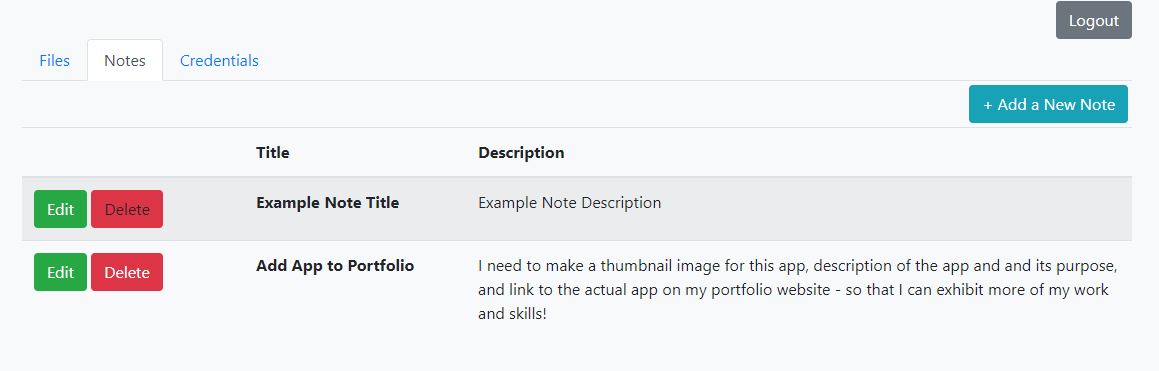 Logout
Files Notes Credentials
+ Add a New Note
Title Description
Edit Delete Example Note Title Example Note Description
Edit Delete Add App to Portfolio I need to make a thumbnail image for this app, description of the app and and its purpose,
and link to the actual app on my portfolio website - so that I can exhibit more of my work
and skills!